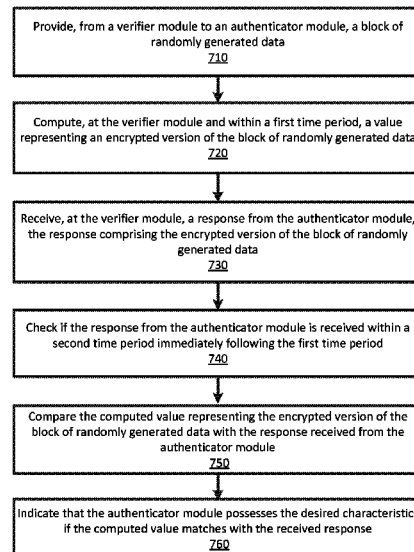 Provide, from a verifier module to an authenticator module, a block of
randomly generated data
710
Compute, at the verifier module and within a first time period, a value
representing an encrypted version of the block of randomly generated data
720
Receive, at the verifier module, a response from the authenticator module,
the response comprising the encrypted version of the block of randomly
generated data
730
Check if the response from the authenticator module is received within a
second time period immediately following the first time period
740
Compare the computed value representing the encrypted version of the
block of randomly generated data with the response received from the
authenticator module
750
Indicate that the authenticator module possesses the desired characteristic
if the computed value matches with the received response
760